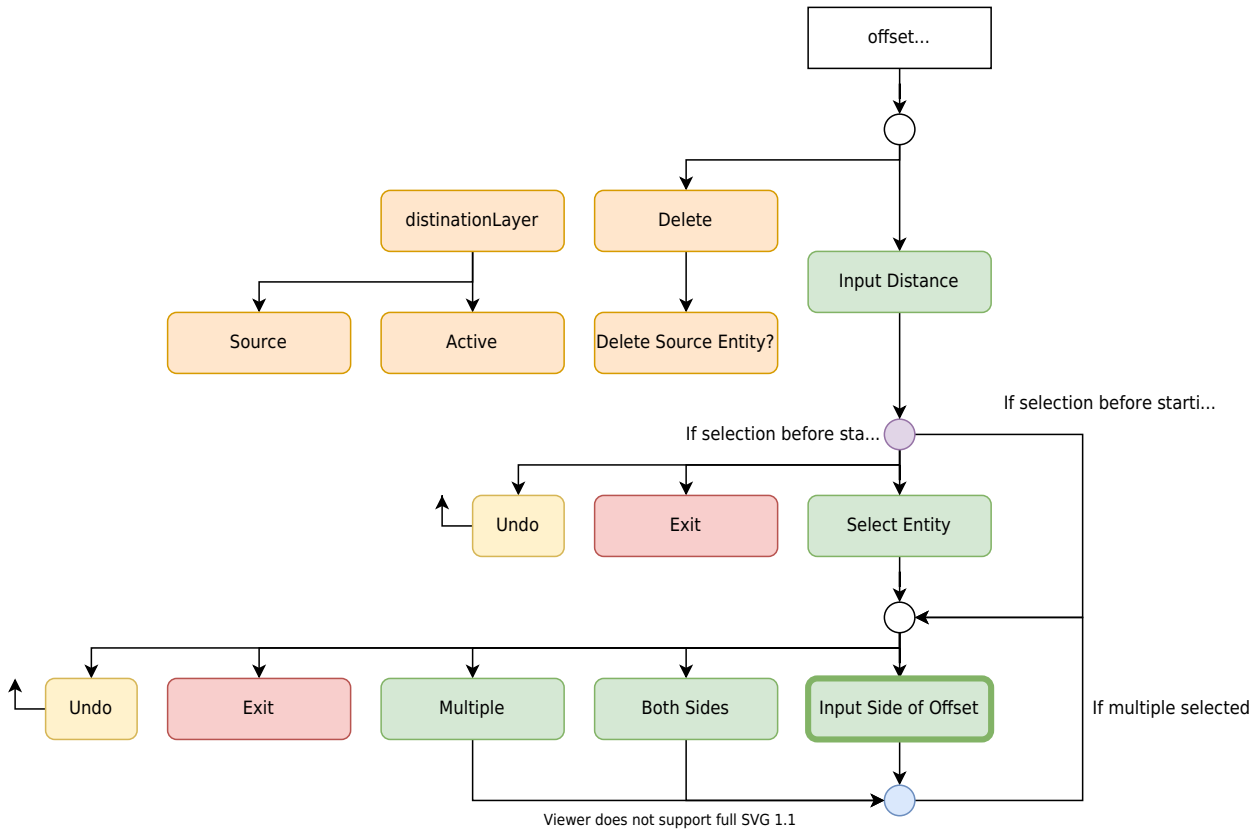 offset...
distinationLayer
Delete
Input Distance
Source
Active
Delete Source Entity?
If selection before starti...
If selection before sta...
Undo
Exit
Select Entity
Undo
Exit
Multiple
Both Sides
Input Side of Offset
If multiple selected
Viewer does not support full SVG 1.1